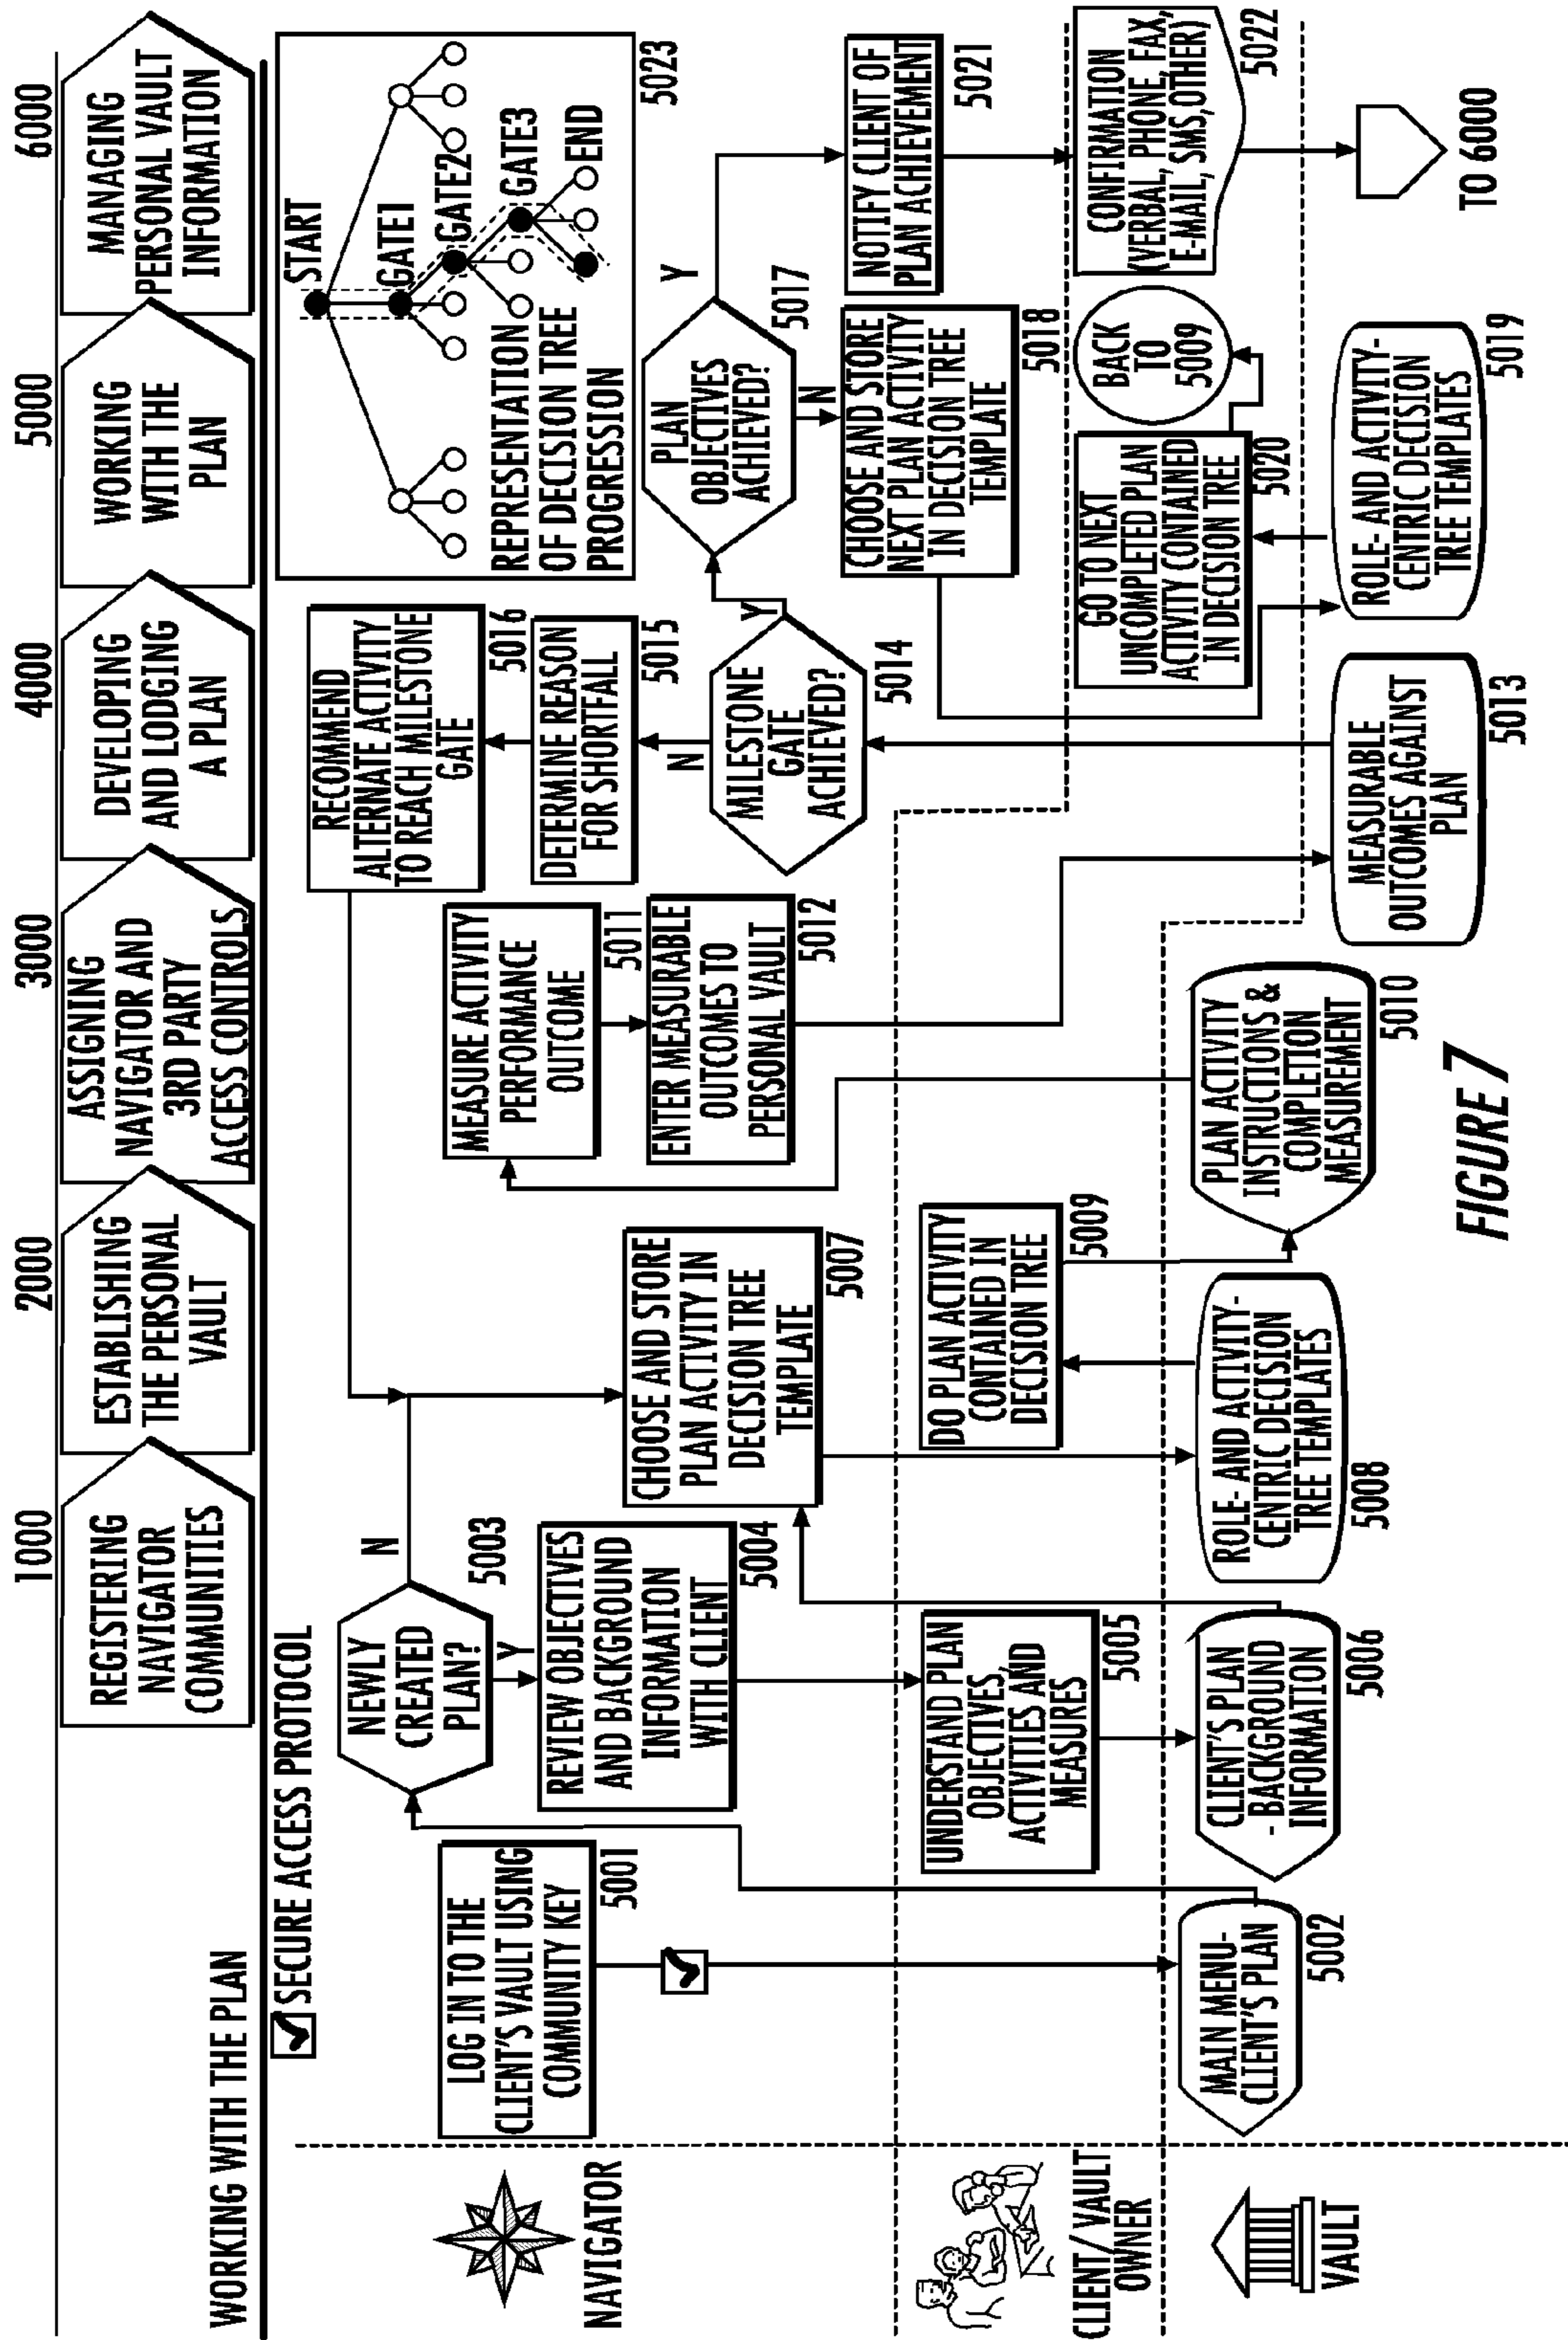 1000
2000
3000
4000
5000
6000
REGISTERING
NAVIGATOR
COMMUNITIES
ESTABLISHING
THE PERSONAL
VAULT
ASSIGNING
NAVIGATOR AND
3RD PARTY
ACCESS CONTROLS
DEVELOPING
AND LODGING
A PLAN
WORKING
WITH THE
PLAN
MANAGING
PERSONAL VAULT
INFORMATION
WORKING WITH THE PLAN
SECURE ACCESS PROTOCOL
NAVIGATOR
CLIENT/VAULT
OWNER
VAULT
LOG IN TO THE
CLIENT'S VAULT USING
COMMUNITY KEY
5001
MAIN MENU-
CLIENT'S PLAN
5002
NEWLY
CREATED
PLAN?
5003
N
Y
REVIEW OBJECTIVES
AND BACKGROUND
INFORMATION
WITH CLIENT
5004
UNDERSTAND PLAN
OBJECTIVES,
ACTIVITIES AND
MEASURES
5005
CLIENT'S PLAN
- BACKGROUND
INFORMATION
5006
CHOOSE AND STORE
PLAN ACTIVITY IN
DECISION TREE
TEMPLATE
5007
ROLE- AND ACTIVITY-
CENTRIC DECISION
TREE TEMPLATES
5008
DO PLAN ACTIVITY
CONTAINED IN
DECISION TREE
5009
PLAN ACTIVITY
INSTRUCTIONS &
COMPLETION
MEASUREMENT
5010
MEASURE ACTIVITY
PERFORMANCE
OUTCOME
5011
ENTER MEASURABLE
OUTCOMES TO
PERSONAL VAULT
5012
MEASURABLE
OUTCOMES AGAINST
PLAN
5013
MILESTONE
GATE
ACHIEVED?
5014
N
Y
DETERMINE REASON
FOR SHORTFALL
5015
RECOMMEND
ALTERNATE ACTIVITY
TO REACH MILESTONE
GATE
5016
PLAN
OBJECTIVES
ACHIEVED?
5017
Y
N
CHOOSE AND STORE
NEXT PLAN ACTIVITY
IN DECISION TREE
TEMPLATE
5018
ROLE- AND ACTIVITY-
CENTRIC DECISION
TREE TEMPLATES
5019
GO TO NEXT
UNCOMPLETED PLAN
ACTIVITY CONTAINED
IN DECISION TREE
5020
BACK
TO
5009
NOTIFY CLIENT OF
PLAN ACHIEVEMENT
5021
CONFIRMATION
(VERBAL, PHONE, FAX,
E-MAIL, SMS,OTHER)
5022
TO 6000
START
GATE1
GATE2
GATE3
END
REPRESENTATION
OF DECISION TREE
PROGRESSION
5023
FIGURE 7